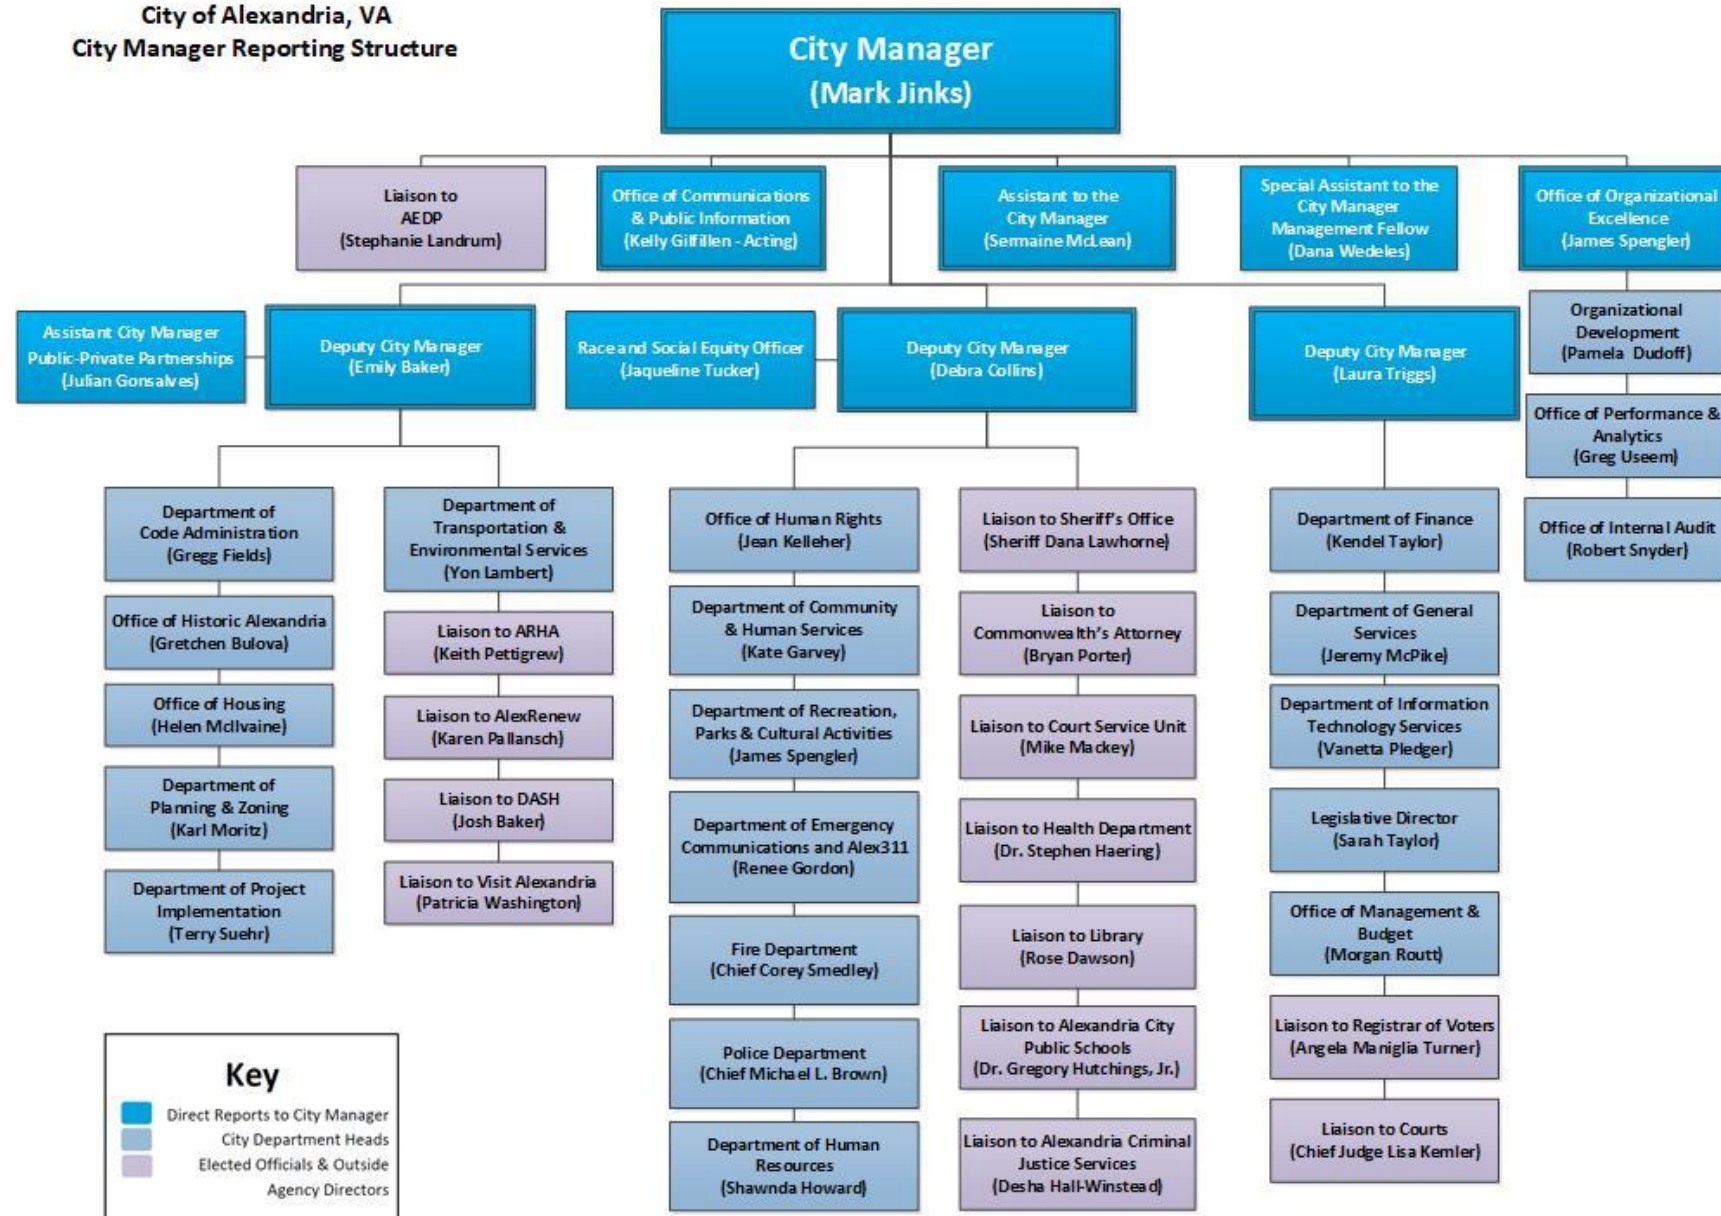 City of Alexandria, VA
City Manager Reporting Structure
City Manager
(Mark Jinks)
Liaison to
AEDP
(Stephanie Landrum)
Office of Communications
& Public Information
(Kelly Gilfillen - Acting)
Assistant to the
City Manager
(Sermaine McLean)
Special Assistant to the
City Manager
Management Fellow
(Dana Wedeles)
Office of Organizational
Excellence
(James Spengler)
Assistant City Manager
Public-Private Partnerships
(Julian Gonsalves)
Deputy City Manager
(Emily Baker)
Race and Social Equity Officer
(Jaqueline Tucker)
Deputy City Manager
(Debra Collins)
Deputy City Manager
(Laura Triggs)
Organizational
Development
(Pamela Dudoff)
Office of Performance &
Analytics
(Greg Useem)
Office of Internal Audit
(Robert Snyder)
Department of
Code Administration
(Gregg Fields)
Office of Historic Alexandria
(Gretchen Bulova)
Office of Housing
(Helen McIlvaine)
Department of
Planning & Zoning
(Karl Moritz)
Department of Project
Implementation
(Terry Suehr)
Department of
Transportation &
Environmental Services
(Yon Lambert)
Liaison to ARHA
(Keith Pettigrew)
Liaison to AlexRenew
(Karen Pallansch)
Liaison to DASH
(Josh Baker)
Liaison to Visit Alexandria
(Patricia Washington)
Office of Human Rights
(Jean Kelleher)
Department of Community
& Human Services
(Kate Garvey)
Department of Recreation,
Parks & Cultural Activities
(James Spengler)
Department of Emergency
Communications and Alex311
(Renee Gordon)
Fire Department
(Chief Corey Smedley)
Police Department
(Chief Michael L. Brown)
Department of Human
Resources
(Shawnda Howard)
Liaison to Sheriff's Office
(Sheriff Dana Lawhorne)
Liaison to
Commonwealth's Attorney
(Bryan Porter)
Liaison to Court Service Unit
(Mike Mackey)
Liaison to Health Department
(Dr. Stephen Haering)
Liaison to Library
(Rose Dawson)
Liaison to Alexandria City
Public Schools
(Dr. Gregory Hutchings, Jr.)
Liaison to Alexandria Criminal
Justice Services
(Desha Hall-Winstead)
Department of Finance
(Kendel Taylor)
Department of General
Services
(Jeremy McPike)
Department of Information
Technology Services
(Vanetta Pledger)
Legislative Director
(Sarah Taylor)
Office of Management &
Budget
(Morgan Routt)
Liaison to Registrar of Voters
(Angela Maniglia Turner)
Liaison to Courts
(Chief Judge Lisa Kemler)
Key
Direct Reports to City Manager
City Department Heads
Elected Officials & Outside
Agency Directors